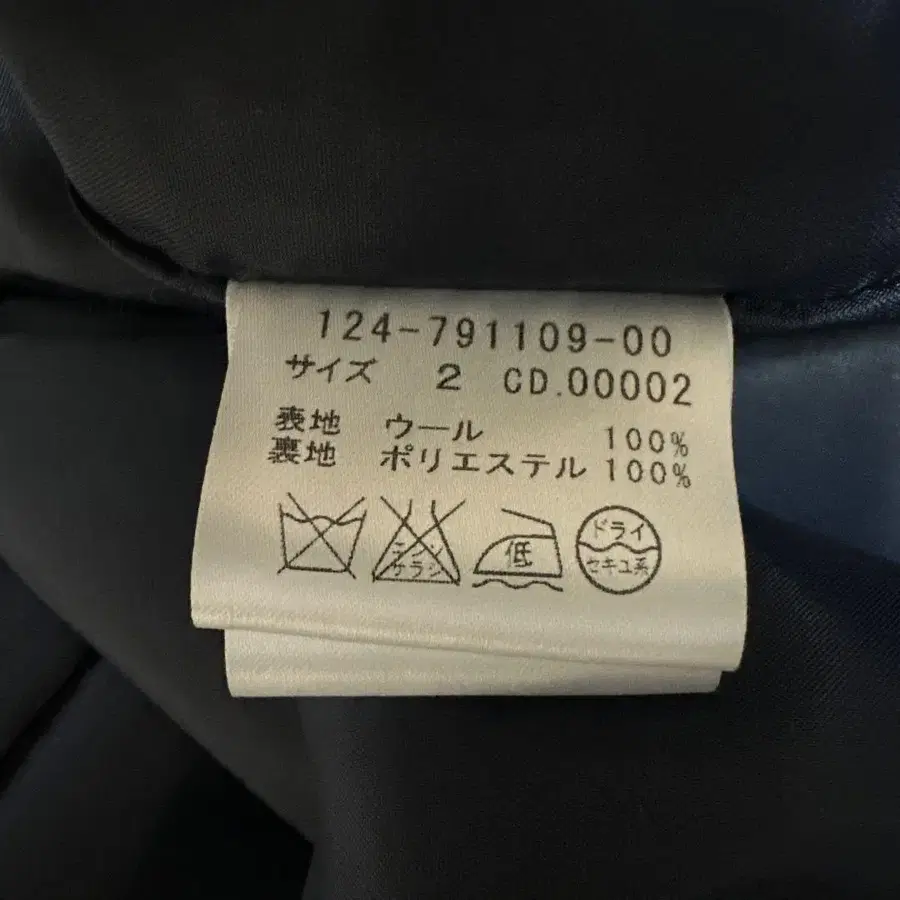 124-791109-00
サイズ 2 CD.00002
表地 ウール 100%
裏地 ポリエステル 100%
エンソ
サラシ
低
ドライ
セキユ系